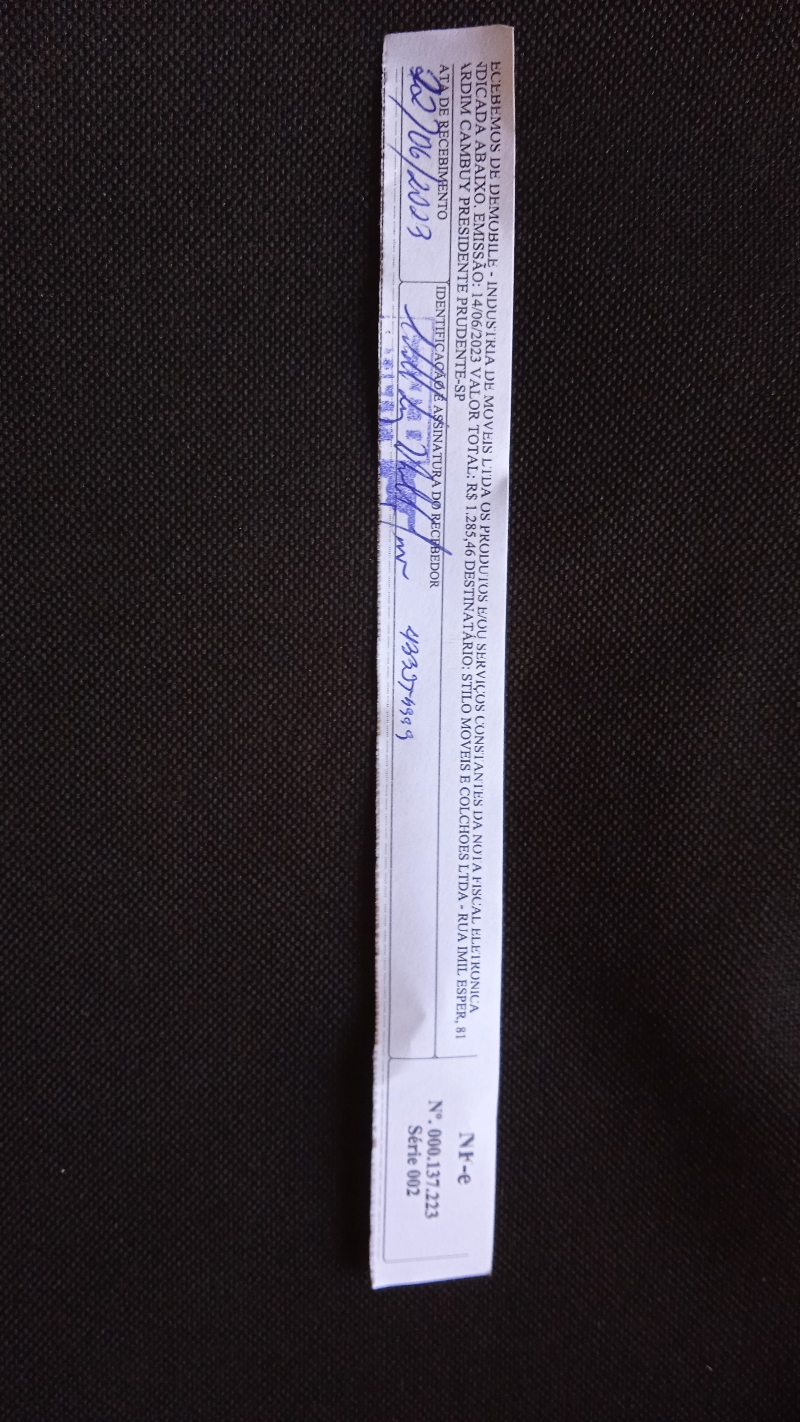 ECEBEMOS DE DEMOBILE - INDUSTRIA DE MOVEIS LTDA OS PRODUTOS E/OU SERVIÇOS CONSTANTES DA NOTA FISCAL ELETRONICA
NDICADA ABAIXO. EMISSÃO: 14/06/2023 VALOR TOTAL: R$ 1.285,46 DESTINATÁRIO: STILO MOVEIS E COLCHOES LTDA - RUA IMIL ESPER, 81
ARDIM CAMBUY PRESIDENTE PRUDENTE-SP
ATA DE RECEBIMENTO
22/06/2023
IDENTIFICAÇÃO E ASSINATURA DO RECEBEDOR
NF-e
Nº. 000.137.223
Série 002